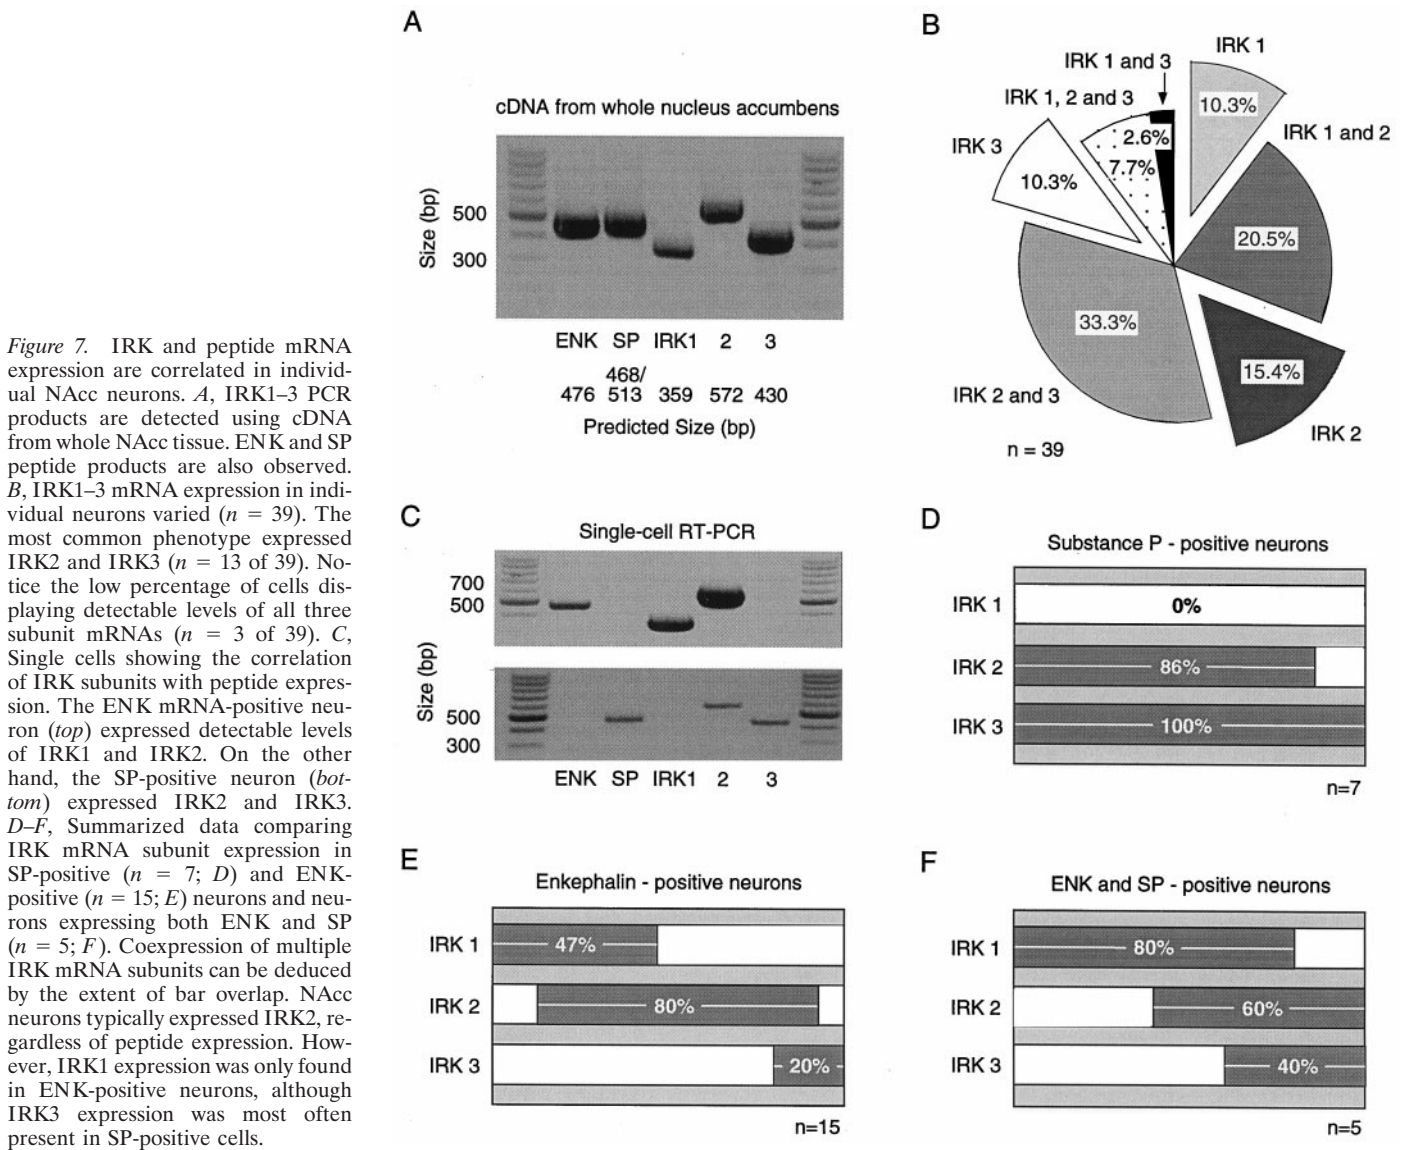 Figure 7. IRK and peptide mRNA
expression are correlated in individ-
ual NAcc neurons. A, IRK1–3 PCR
products are detected using cDNA
from whole NAcc tissue. ENK and SP
peptide products are also observed.
B, IRK1–3 mRNA expression in indi-
vidual neurons varied (n = 39). The
most common phenotype expressed
IRK2 and IRK3 (n = 13 of 39). No-
tice the low percentage of cells dis-
playing detectable levels of all three
subunit mRNAs (n = 3 of 39). C,
Single cells showing the correlation
of IRK subunits with peptide expres-
sion. The ENK mRNA-positive neu-
ron (top) expressed detectable levels
of IRK1 and IRK2. On the other
hand, the SP-positive neuron (bot-
tom) expressed IRK2 and IRK3.
D–F, Summarized data comparing
IRK mRNA subunit expression in
SP-positive (n = 7; D) and ENK-
positive (n = 15; E) neurons and neu-
rons expressing both ENK and SP
(n = 5; F). Coexpression of multiple
IRK mRNA subunits can be deduced
by the extent of bar overlap. NAcc
neurons typically expressed IRK2, re-
gardless of peptide expression. How-
ever, IRK1 expression was only found
in ENK-positive neurons, although
IRK3 expression was most often
present in SP-positive cells.
A
cDNA from whole nucleus accumbens
Size (bp)
500
300
ENK SP IRK1 2 3
468/
476 513 359 572 430
Predicted Size (bp)
B
IRK 1
10.3%
IRK 1 and 2
20.5%
IRK 2
15.4%
IRK 2 and 3
33.3%
IRK 3
10.3%
IRK 1, 2 and 3
7.7%
IRK 1 and 3
2.6%
n = 39
C
Single-cell RT-PCR
Size (bp)
700
500
500
300
ENK SP IRK1 2 3
D
Substance P - positive neurons
IRK 1 0%
IRK 2 86%
IRK 3 100%
n=7
E
Enkephalin - positive neurons
IRK 1 47%
IRK 2 80%
IRK 3 20%
n=15
F
ENK and SP - positive neurons
IRK 1 80%
IRK 2 60%
IRK 3 40%
n=5